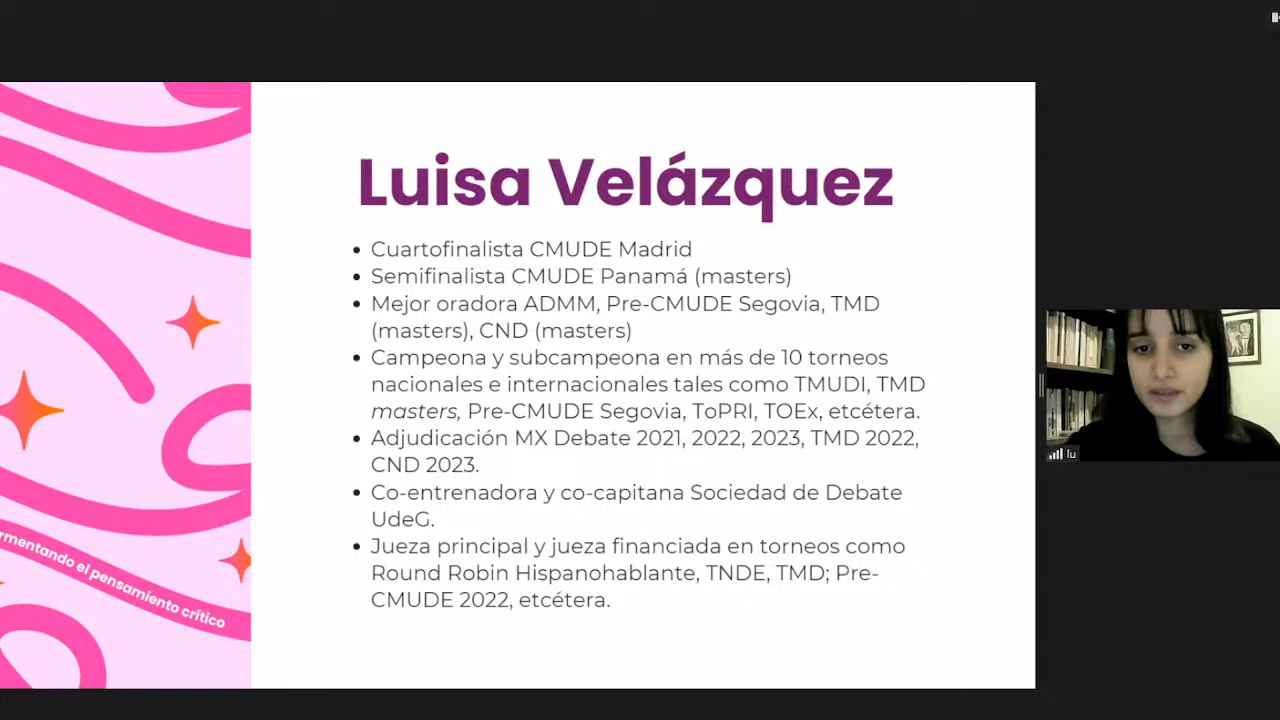 Luisa Velázquez
• Cuartofinalista CMUDE Madrid
• Semifinalista CMUDE Panamá (masters)
• Mejor oradora ADMM, Pre-CMUDE Segovia, TMD
(masters), CND (masters)
• Campeona y subcampeona en más de 10 torneos
nacionales e internacionales tales como TMUDI, TMD
masters, Pre-CMUDE Segovia, ToPRI, TOEx, etcétera.
• Adjudicación MX Debate 2021, 2022, 2023, TMD 2022,
CND 2023.
• Co-entrenadora y co-capitana Sociedad de Debate
UdeG.
• Jueza principal y jueza financiada en torneos como
Round Robin Hispanohablante, TNDE, TMD; Pre-
CMUDE 2022, etcétera.
rmentando el pensamiento crítico
lu